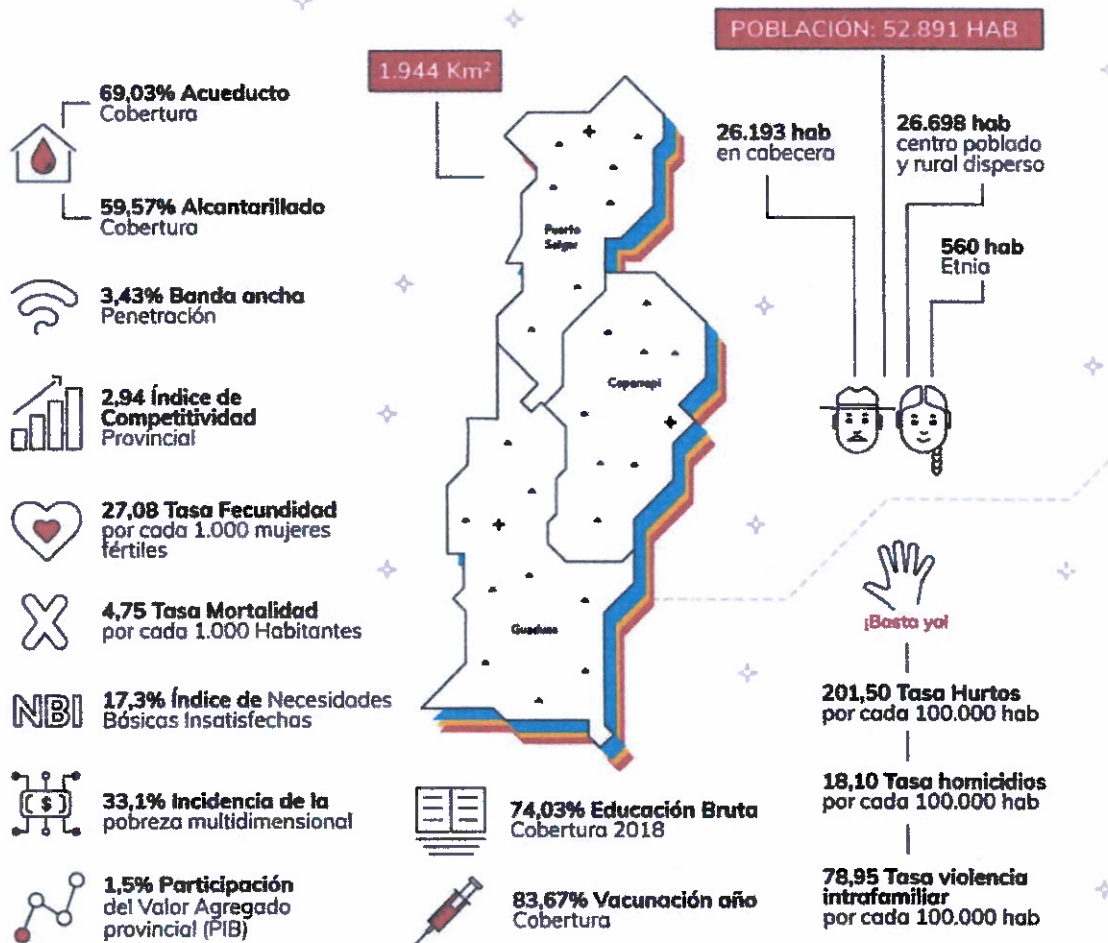 POBLACIÓN: 52.891 HAB
1.944 Km²
69,03% Acueducto
Cobertura
59,57% Alcantarillado
Cobertura
3,43% Banda ancha
Penetración
2,94 Índice de
Competitividad
Provincial
27,08 Tasa Fecundidad
por cada 1.000 mujeres
fértiles
4,75 Tasa Mortalidad
por cada 1.000 Habitantes
NBI
17,3% Índice de Necesidades
Básicas Insatisfechas
$
33,1% Incidencia de la
pobreza multidimensional
1,5% Participación
del Valor Agregado
provincial (PIB)
Puerto
Salgar
Caparrapí
Guaduas
74,03% Educación Bruta
Cobertura 2018
83,67% Vacunación año
Cobertura
26.193 hab
en cabecera
26.698 hab
centro poblado
y rural disperso
560 hab
Etnia
¡Basta ya!
201,50 Tasa Hurtos
por cada 100.000 hab
18,10 Tasa homicidios
por cada 100.000 hab
78,95 Tasa violencia
intrafamiliar
por cada 100.000 hab